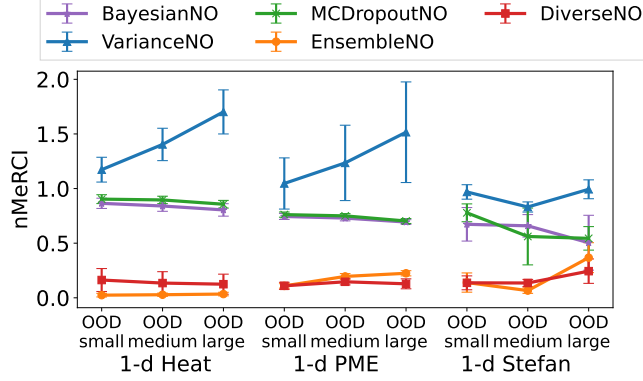 BayesianNO MCDropoutNO DiverseNO
VarianceNO EnsembleNO
nMeRCI
2.0
1.5
1.0
0.5
0.0
OOD OOD OOD OOD OOD OOD OOD OOD OOD
small medium large small medium large small medium large
1-d Heat 1-d PME 1-d Stefan